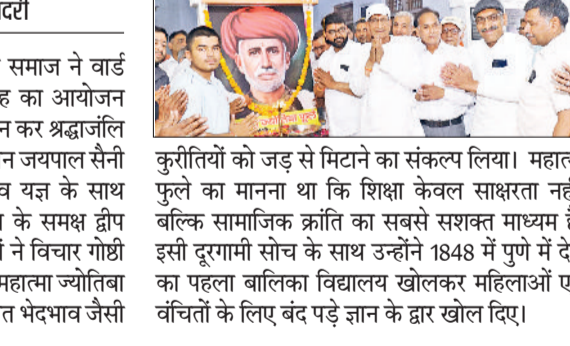 दरी
समाज ने वार्ड
ह का आयोजन
न कर श्रद्धाजंलि
न जयपाल सैनी
व यज्ञ के साथ
के समक्ष द्वीप
ने विचार गोष्ठी
महात्मा ज्योतिबा
त भेदभाव जैसी
कुरीतियों को जड़ से मिटाने का संकल्प लिया। महात
फुले का मानना था कि शिक्षा केवल साक्षरता नही
बल्कि सामाजिक क्रांति का सबसे सशक्त माध्यम है
इसी दूरगामी सोच के साथ उन्होंने 1848 में पुणे में दे
का पहला बालिका विद्यालय खोलकर महिलाओं ए
वंचितों के लिए बंद पड़े ज्ञान के द्वार खोल दिए।